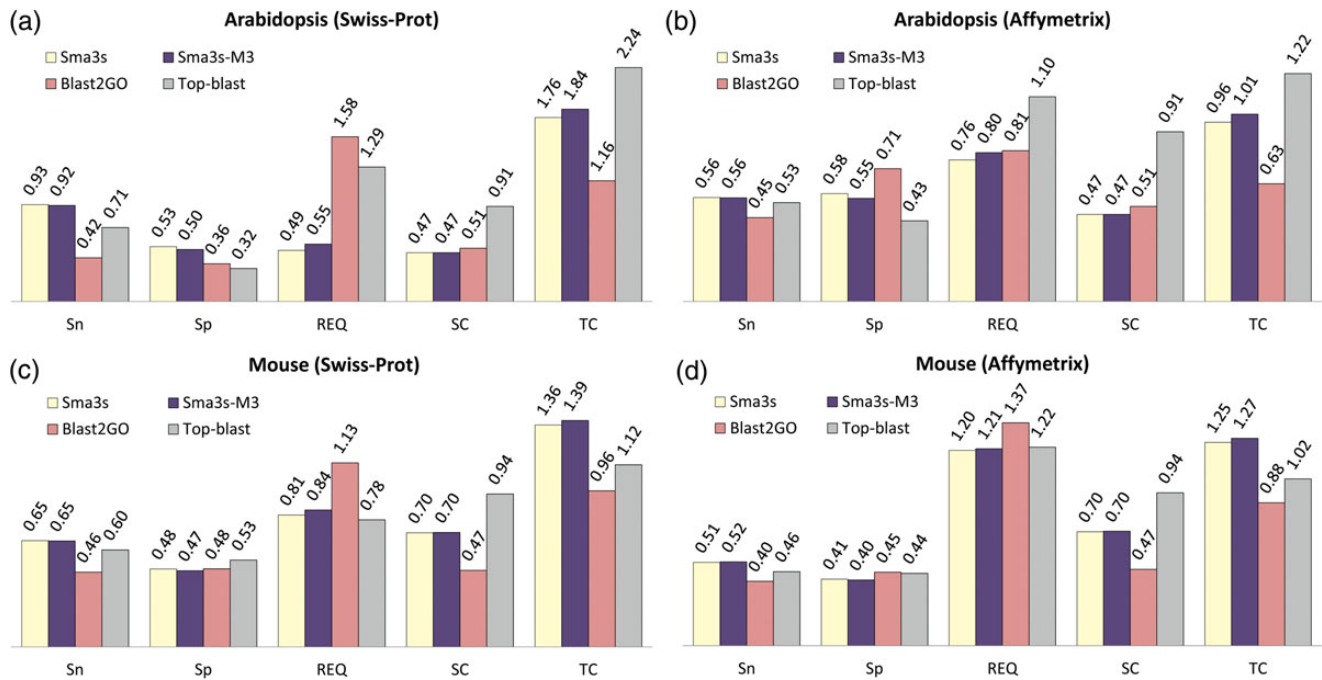 (a)
Arabidopsis (Swiss-Prot)
Sma3s
Sma3s-M3
Blast2GO
Top-blast
0.93
0.92
0.42
0.71
0.53
0.50
0.36
0.32
0.49
0.55
1.58
1.29
0.47
0.47
0.51
0.91
1.76
1.84
1.16
2.24
Sn
Sp
REQ
SC
TC
(b)
Arabidopsis (Affymetrix)
Sma3s
Sma3s-M3
Blast2GO
Top-blast
0.56
0.56
0.45
0.53
0.58
0.55
0.71
0.43
0.76
0.80
0.81
1.10
0.47
0.47
0.51
0.91
0.96
1.01
0.63
1.22
Sn
Sp
REQ
SC
TC
(c)
Mouse (Swiss-Prot)
Sma3s
Sma3s-M3
Blast2GO
Top-blast
0.65
0.65
0.46
0.60
0.48
0.47
0.48
0.53
0.81
0.84
1.13
0.78
0.70
0.70
0.47
0.94
1.36
1.39
0.96
1.12
Sn
Sp
REQ
SC
TC
(d)
Mouse (Affymetrix)
Sma3s
Sma3s-M3
Blast2GO
Top-blast
0.51
0.52
0.40
0.46
0.41
0.40
0.45
0.44
1.20
1.21
1.37
1.22
0.70
0.70
0.47
0.94
1.25
1.27
0.88
1.02
Sn
Sp
REQ
SC
TC